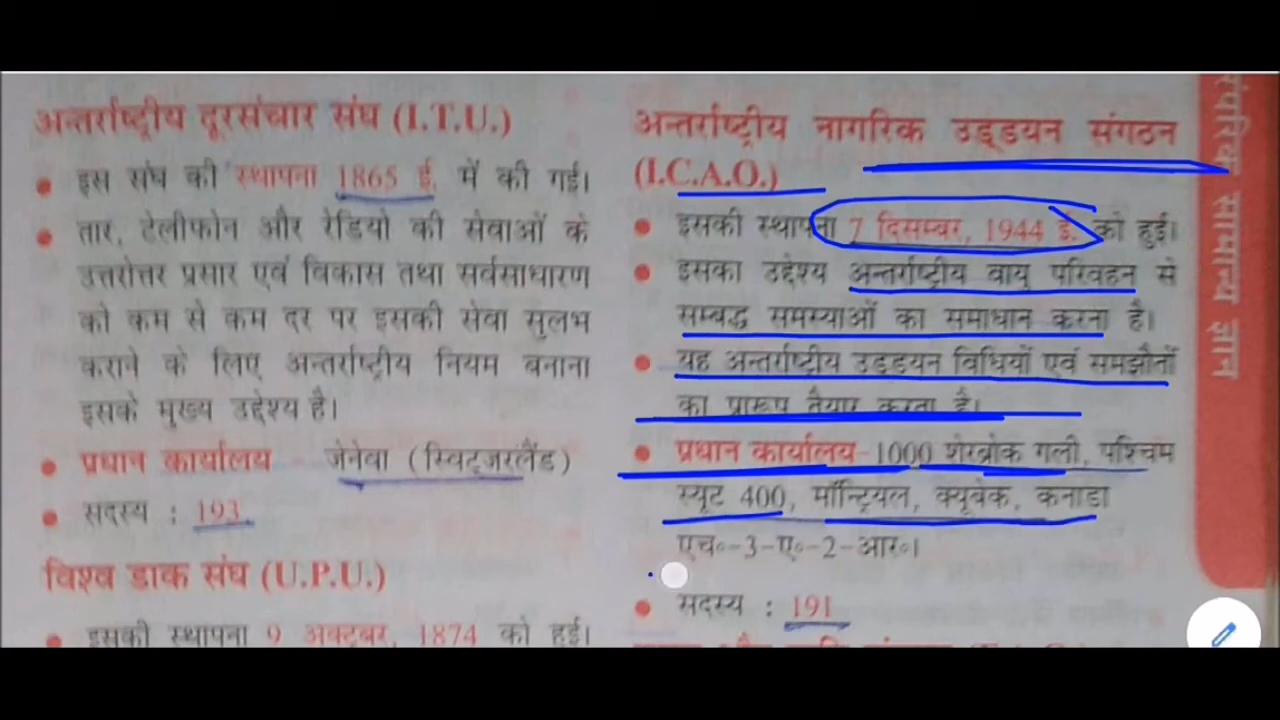 अन्तर्राष्ट्रीय दूरसंचार संघ (I.T.U.)
• इस संघ की स्थापना 1865 ई. में की गई।
• तार, टेलीफोन और रेडियो की सेवाओं के
उत्तरोत्तर प्रसार एवं विकास तथा सर्वसाधारण
को कम से कम दर पर इसकी सेवा सुलभ
कराने के लिए अन्तर्राष्ट्रीय नियम बनाना
इसके मुख्य उद्देश्य है।
• प्रधान कार्यालय - जेनेवा (स्विट्जरलैंड)
• सदस्य : 193
विश्व डाक संघ (U.P.U.)
• इसकी स्थापना 9 अक्टूबर, 1874 को हुई।
अन्तर्राष्ट्रीय नागरिक उड्डयन संगठन
(I.C.A.O.)
• इसकी स्थापना 7 दिसम्बर, 1944 ई. को हुई।
• इसका उद्देश्य अन्तर्राष्ट्रीय वायु परिवहन से
सम्बद्ध समस्याओं का समाधान करना है।
• यह अन्तर्राष्ट्रीय उड्डयन विधियों एवं समझौतों
का प्रारूप तैयार करता है।
• प्रधान कार्यालय-1000 शेरब्रोक गली, पश्चिम
स्यूट 400, मॉन्ट्रियल, क्यूबेक, कनाडा
एच०-3-ए०-2-आर०।
• सदस्य : 191
संपरिक सामान्य ज्ञान